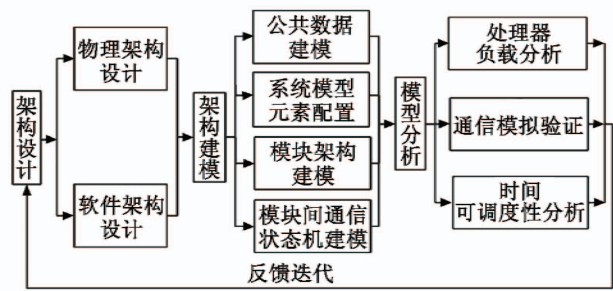 架构设计
物理架构
设计
软件架构
设计
架构建模
公共数据
建模
系统模型
元素配置
模块架构
建模
模块间通信
状态机建模
模型分析
处理器
负载分析
通信模拟验证
时间
可调度性分析
反馈迭代